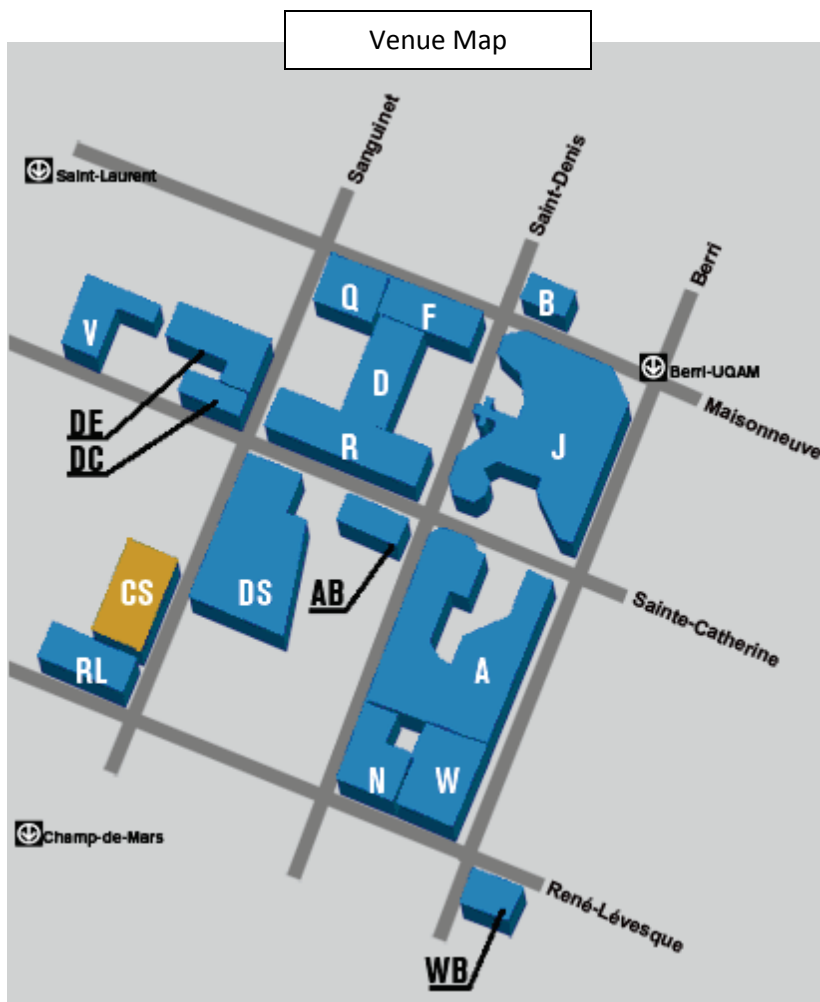 Venue Map
Sanguinet
Saint-Denis
Saint-Laurent
Berri
Q
F
B
V
D
Berri-UQAM
Maisonneuve
DE
DC
R
J
CS
DS
AB
Sainte-Catherine
RL
A
N
W
Champ-de-Mars
René-Lévesque
WB